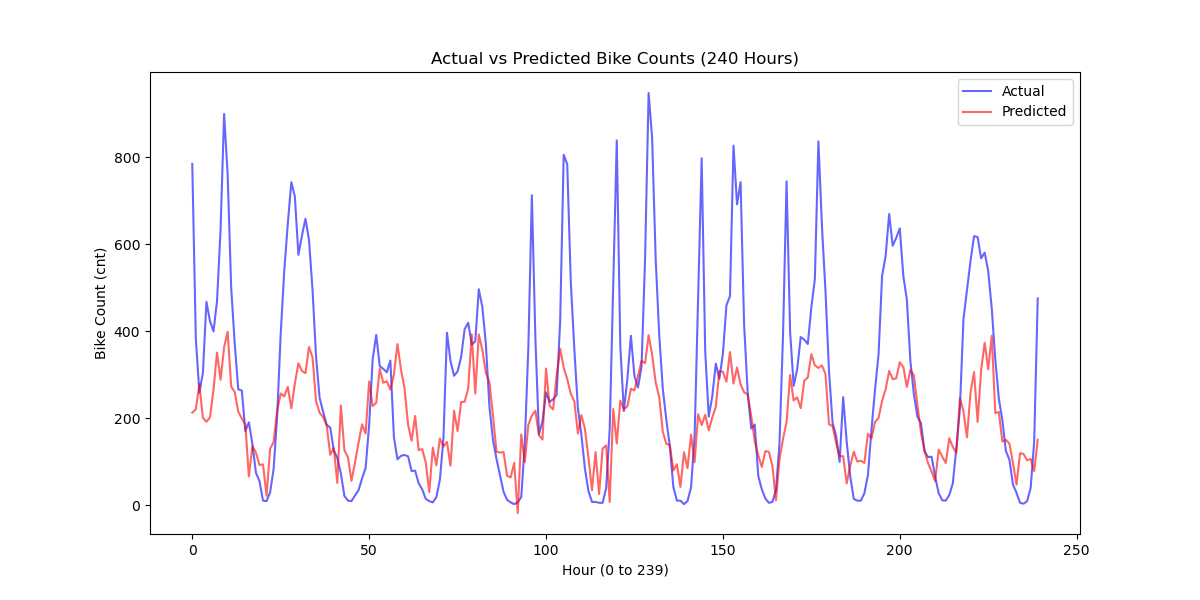 Actual vs Predicted Bike Counts (240 Hours)
Actual
Predicted
800
600
400
200
0
Bike Count (cnt)
0 50 100 150 200 250
Hour (0 to 239)